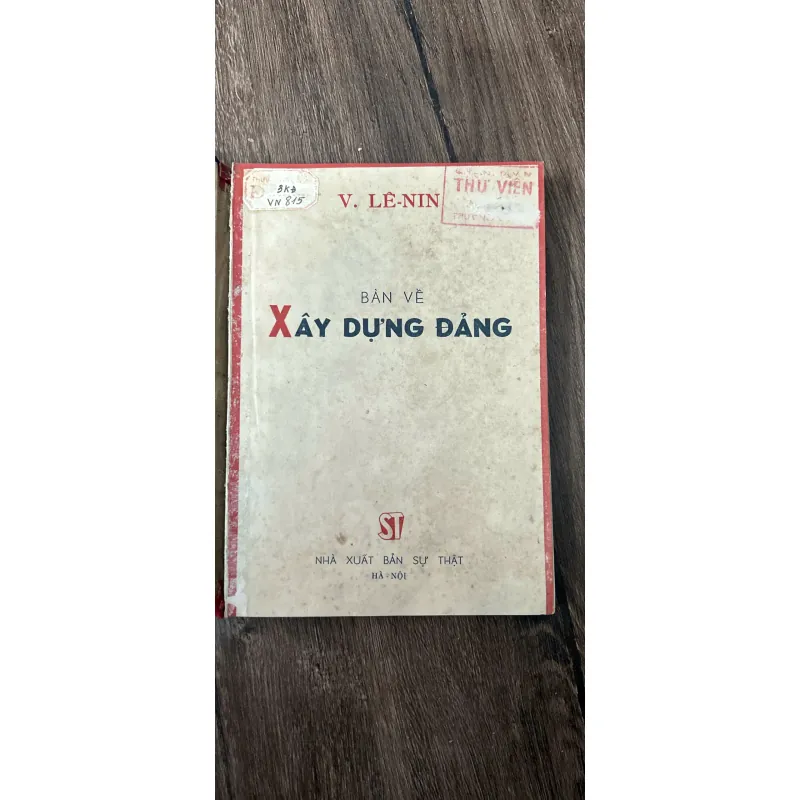 3KĐ
VN 815
V. LÊ-NIN
THƯ VIỆN
BÀN VỀ
XÂY DỰNG ĐẢNG
ST
NHÀ XUẤT BẢN SỰ THẬT
HÀ-NỘI